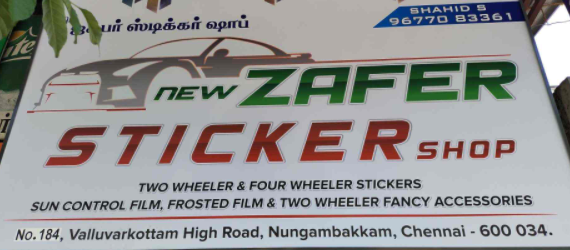 ஸ்டிக்கர் ஷாப்
SHAHID S
96770 83361
NEW ZAFER
STICKER SHOP
TWO WHEELER & FOUR WHEELER STICKERS
SUN CONTROL FILM, FROSTED FILM & TWO WHEELER FANCY ACCESSORIES
No.184, Valluvarkottam High Road, Nungambakkam, Chennai - 600 034.